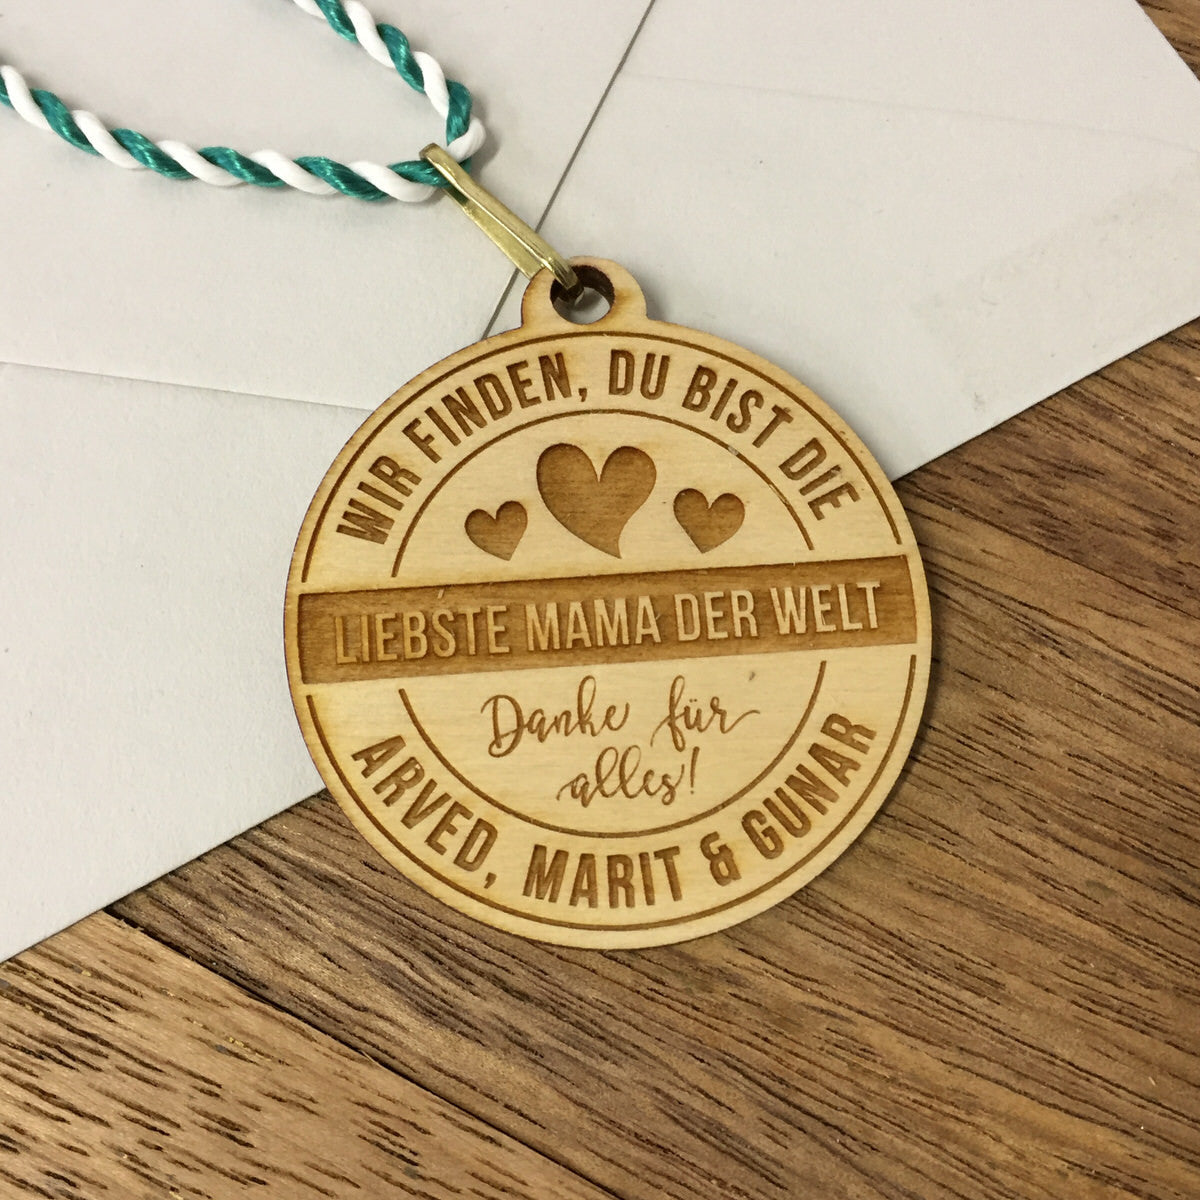 WIR FINDEN, DU BIST DIE
LIEBSTE MAMA DER WELT
Danke für
alles!
ARVED, MARIT & GUNAR